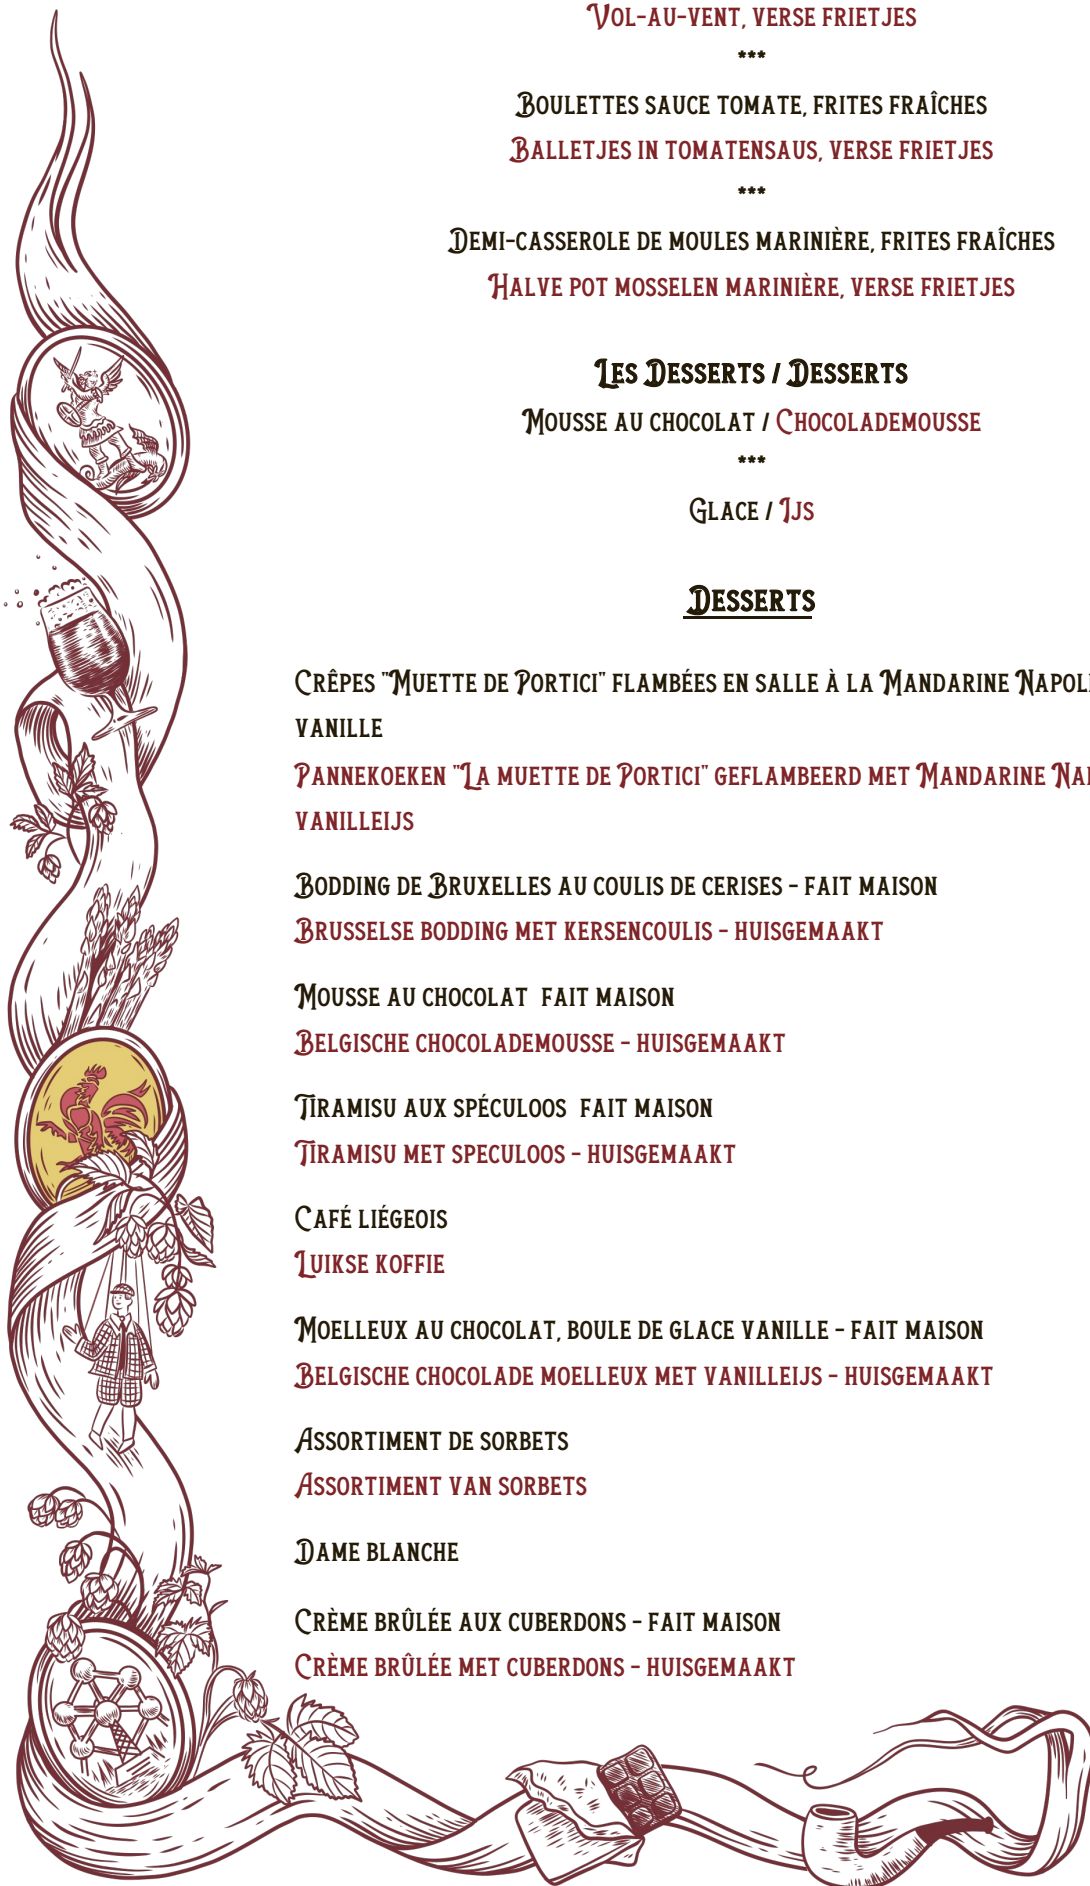 Vol-au-vent, verse frietjes
***
Boulettes sauce tomate, frites fraîches
Balletjes in tomatensaus, verse frietjes
***
Demi-casserole de moules marinière, frites fraîches
Halve pot mosselen marinière, verse frietjes
Les Desserts / Desserts
Mousse au chocolat / Chocolademousse
***
Glace / Ijs
Desserts
Crêpes "Muette de Portici" flambées en salle à la Mandarine
vanille
Pannekoeken "La muette de Portici" geflambeerd met Mandarine
vanilleijs
Bodding de Bruxelles au coulis de cerises - fait maison
Brusselse bodding met kersencoulis - huisgemaakt
Mousse au chocolat fait maison
Belgische chocolademousse - huisgemaakt
Tiramisu aux spéculoos fait maison
Tiramisu met speculoos - huisgemaakt
Café liégeois
Luikse koffie
Moelleux au chocolat, boule de glace vanille - fait maison
Belgische chocolade moelleux met vanilleijs - huisgemaakt
Assortiment de sorbets
Assortiment van sorbets
Dame blanche
Crème brûlée aux cuberdons - fait maison
Crème brûlée met cuberdons - huisgemaakt